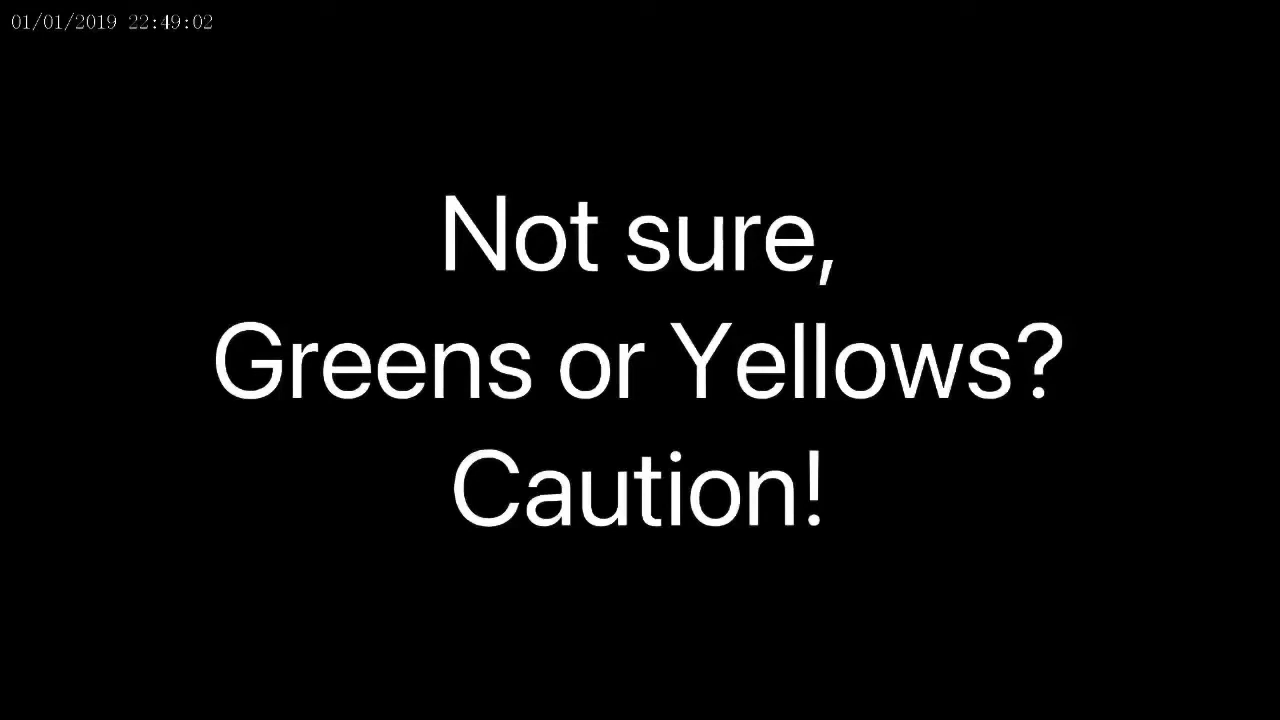 01/01/2019 22:49:02
Not sure,
Greens or Yellows?
Caution!